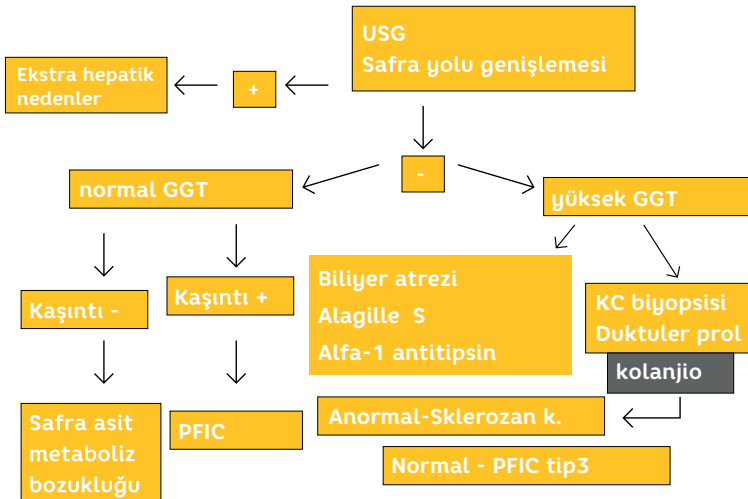 USG
Safra yolu genişlemesi
Ekstra hepatik
nedenler
+
-
normal GGT
yüksek GGT
Kaşıntı -
Kaşıntı +
Biliyer atrezi
Alagille S
Alfa-1 antitipsin
KC biyopsisi
Duktuler prol
kolanjio
Safra asit
metaboliz
bozukluğu
PFIC
Anormal-Sklerozan k.
Normal - PFIC tip3